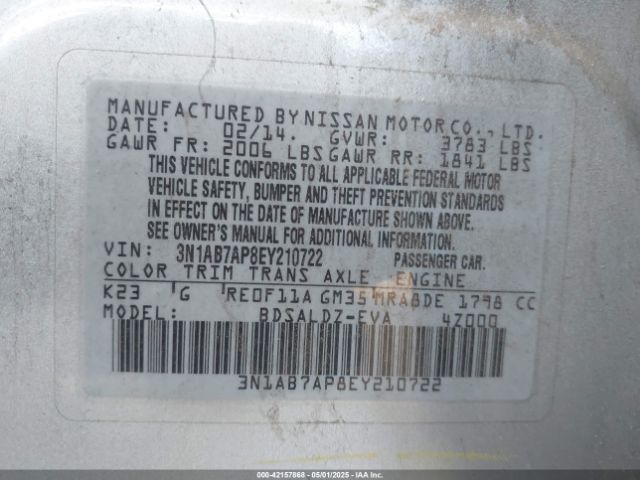 MANUFACTURED BY NISSAN MOTOR CO., LTD.
DATE: 02/14. GVWR: 3783 LBS
GAWR FR: 2006 LBS GAWR RR: 1841 LBS
THIS VEHICLE CONFORMS TO ALL APPLICABLE FEDERAL MOTOR
VEHICLE SAFETY, BUMPER AND THEFT PREVENTION STANDARDS
IN EFFECT ON THE DATE OF MANUFACTURE SHOWN ABOVE.
SEE OWNER'S MANUAL FOR ADDITIONAL INFORMATION.
VIN: 3N1AB7AP8EY210722 PASSENGER CAR.
COLOR TRIM TRANS AXLE ENGINE
K23 G RE0F11A GM35 MRA8DE 1798 CC
MODEL: BDSALDZ-EVA 4Z000
3N1AB7AP8EY210722
000-42157868 - 05/01/2025 - IAAI